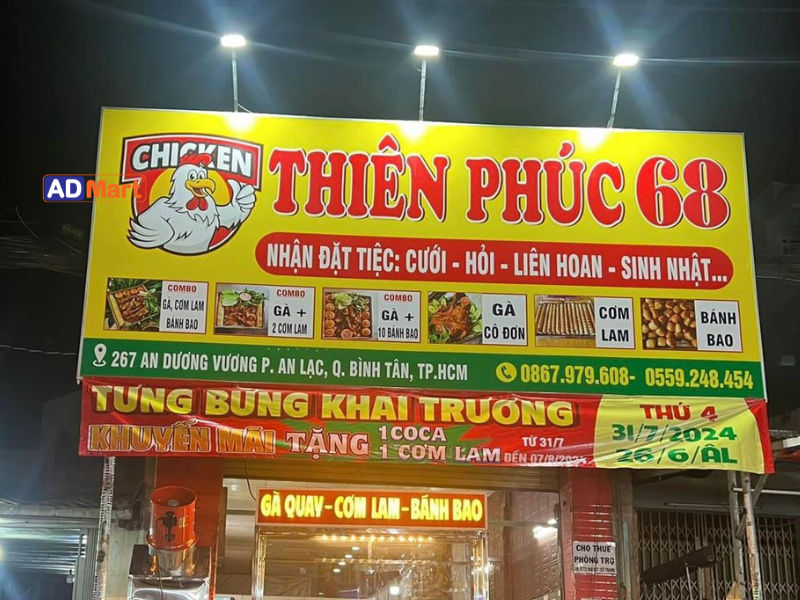 CHICKEN
THIÊN PHÚC 68
AD Mart
NHẬN ĐẶT TIỆC: CƯỚI - HỎI - LIÊN HOAN - SINH NHẬT...
COMBO
GÀ, CƠM LAM
BÁNH BAO
COMBO
GÀ +
2 CƠM LAM
COMBO
GÀ +
10 BÁNH BAO
GÀ
CÔ ĐƠN
CƠM
LAM
BÁNH
BAO
267 AN DƯƠNG VƯƠNG P. AN LẠC, Q. BÌNH TÂN, TP.HCM
0867.979.608- 0559.248.454
TƯNG BỪNG KHAI TRƯƠNG
KHUYẾN MÃI TẶNG
1 COCA
1 CƠM LAM
TỪ 31/7
ĐẾN 07/8/2024
THỨ 4
31/7/2024
26/6/ÂL
GÀ QUAY - CƠM LAM - BÁNH BAO
CHO THUÊ
PHÒNG TRỌ